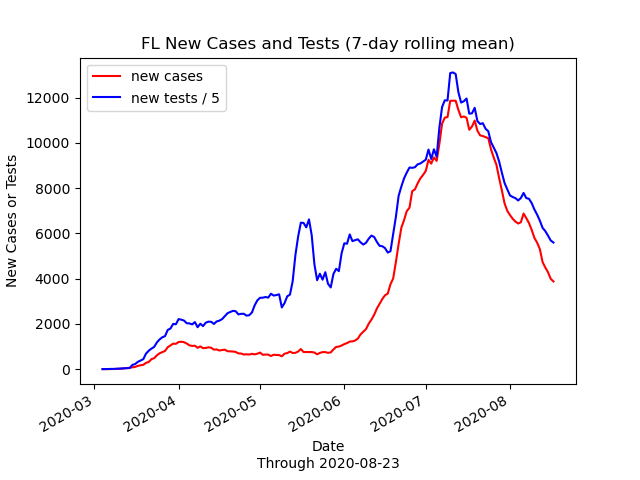 FL New Cases and Tests (7-day rolling mean)
new cases
new tests / 5
New Cases or Tests
12000
10000
8000
6000
4000
2000
0
2020-03
2020-04
2020-05
2020-06
2020-07
2020-08
Date
Through 2020-08-23